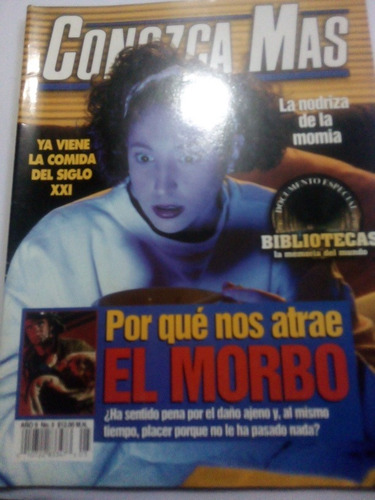 CONOZCA MAS
La nodriza
de la
momia
YA VIENE
LA COMIDA
DEL SIGLO
XXI
DOCUMENTO ESPECIAL
BIBLIOTECAS
la memoria del mundo
Por qué nos atrae
EL MORBO
¿Ha sentido pena por el daño ajeno y, al mismo
tiempo, placer porque no le ha pasado nada?